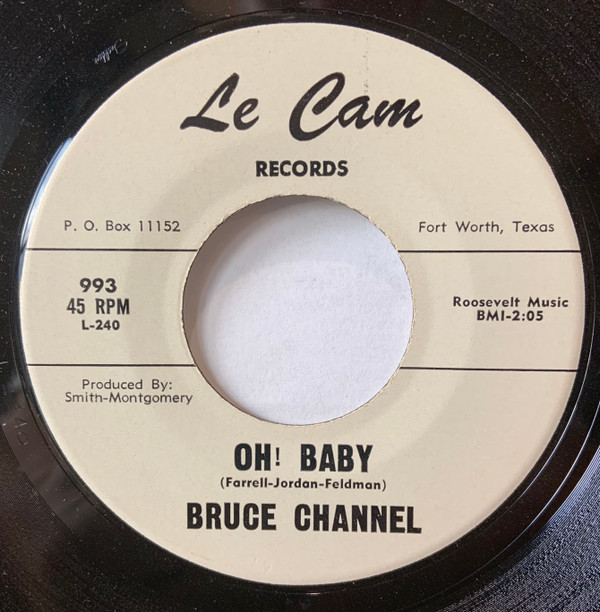 Le Cam
RECORDS
P. O. Box 11152
Fort Worth, Texas
993
45 RPM
L-240
Roosevelt Music
BMI-2:05
Produced By:
Smith-Montgomery
OH! BABY
(Farrell-Jordan-Feldman)
BRUCE CHANNEL